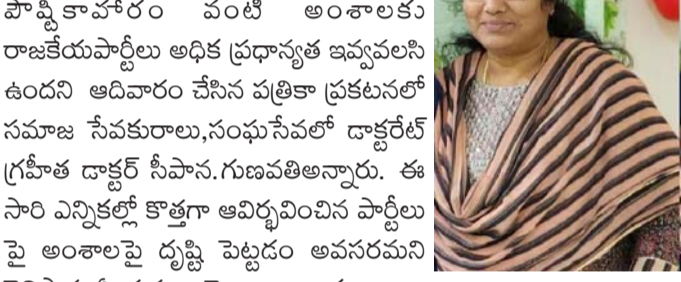 పౌష్టికాహారం వంటి అంశాలకు
రాజకీయపార్టీలు అధిక ప్రధాన్యత ఇవ్వవలసి
ఉందని ఆదివారం చేసిన పత్రికా ప్రకటనలో
సమాజ సేవకురాలు,సంఘసేవలో డాక్టరేట్
గ్రహీత డాక్టర్ సీపాన.గుణవతిఅన్నారు. ఈ
సారి ఎన్నికల్లో కొత్తగా ఆవిర్భవించిన పార్టీలు
పై అంశాలపై దృష్టి పెట్టడం అవసరమని